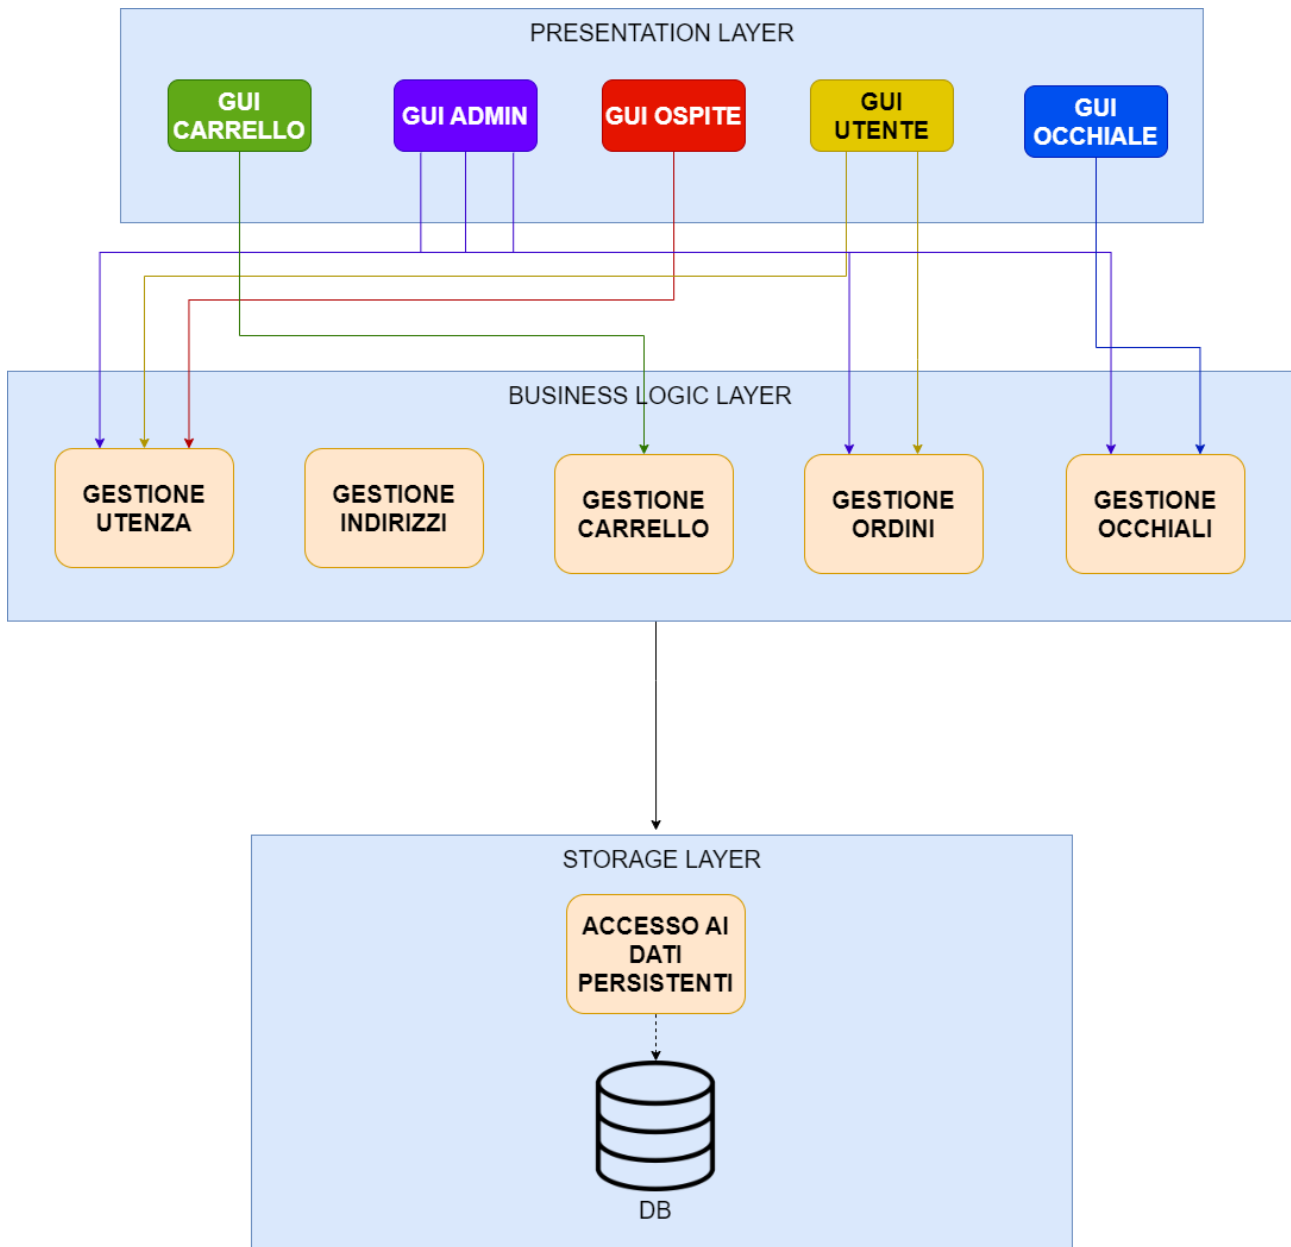 PRESENTATION LAYER
GUI
CARRELLO
GUI ADMIN
GUI OSPITE
GUI
UTENTE
GUI
OCCHIALE
BUSINESS LOGIC LAYER
GESTIONE
UTENZA
GESTIONE
INDIRIZZI
GESTIONE
CARRELLO
GESTIONE
ORDINI
GESTIONE
OCCHIALI
STORAGE LAYER
ACCESSO AI
DATI
PERSISTENTI
DB